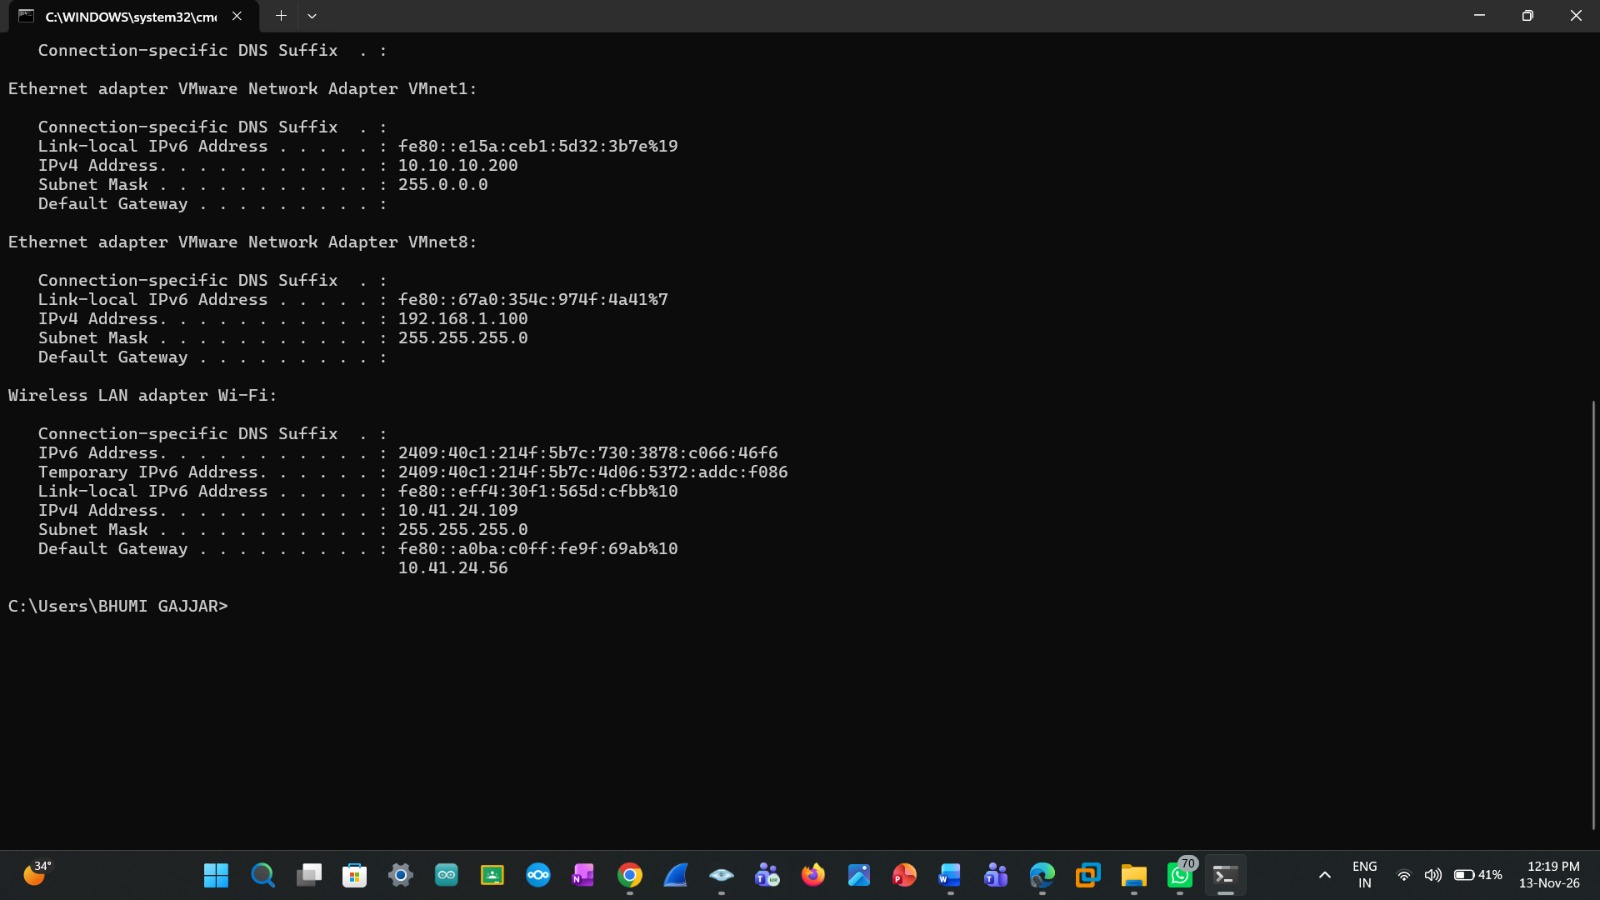 C:\WINDOWS\system32\cm
Connection-specific DNS Suffix  . :
Ethernet adapter VMware Network Adapter VMnet1:
Connection-specific DNS Suffix  . :
Link-local IPv6 Address . . . . . : fe80::e15a:ceb1:5d32:3b7e%19
IPv4 Address. . . . . . . . . . . : 10.10.10.200
Subnet Mask . . . . . . . . . . . : 255.0.0.0
Default Gateway . . . . . . . . . :
Ethernet adapter VMware Network Adapter VMnet8:
Connection-specific DNS Suffix  . :
Link-local IPv6 Address . . . . . : fe80::67a0:354c:974f:4a41%7
IPv4 Address. . . . . . . . . . . : 192.168.1.100
Subnet Mask . . . . . . . . . . . : 255.255.255.0
Default Gateway . . . . . . . . . :
Wireless LAN adapter Wi-Fi:
Connection-specific DNS Suffix  . :
IPv6 Address. . . . . . . . . . . : 2409:40c1:214f:5b7c:730:3878:c066:46f6
Temporary IPv6 Address. . . . . . : 2409:40c1:214f:5b7c:4d06:5372:addc:f086
Link-local IPv6 Address . . . . . : fe80::eff4:30f1:565d:cfbb%10
IPv4 Address. . . . . . . . . . . : 10.41.24.109
Subnet Mask . . . . . . . . . . . : 255.255.255.0
Default Gateway . . . . . . . . . : fe80::a0ba:c0ff:fe9f:69ab%10
10.41.24.56
C:\Users\BHUMI GAJJAR>
34°
70
ENG
IN
41%
12:19 PM
13-Nov-26